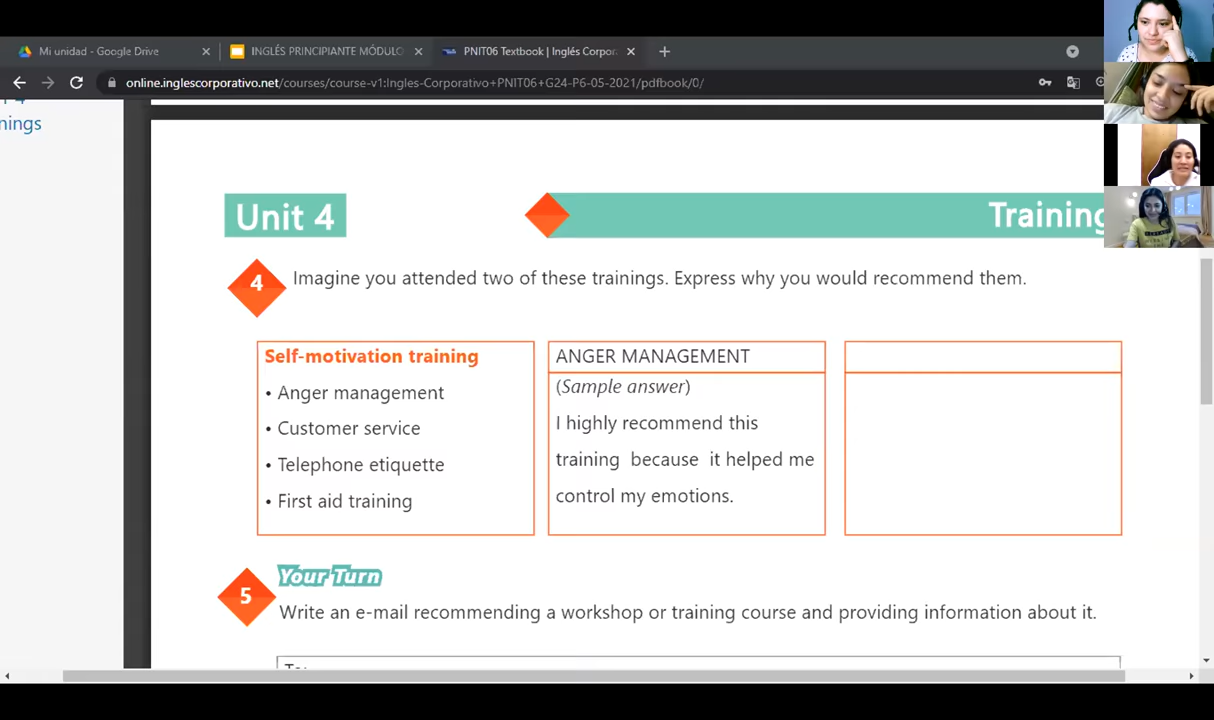 Mi unidad - Google Drive
INGLÉS PRINCIPIANTE MÓDULO
PNIT06 Textbook | Inglés Corpor
online.inglescorporativo.net/courses/course-v1:Ingles-Corporativo+PNIT06+G24-P6-05-2021/pdfbook/0/
nings
Unit 4
Training
4
Imagine you attended two of these trainings. Express why you would recommend them.
Self-motivation training
• Anger management
• Customer service
• Telephone etiquette
• First aid training
ANGER MANAGEMENT
(Sample answer)
I highly recommend this
training because it helped me
control my emotions.
5
Your Turn
Write an e-mail recommending a workshop or training course and providing information about it.
To: